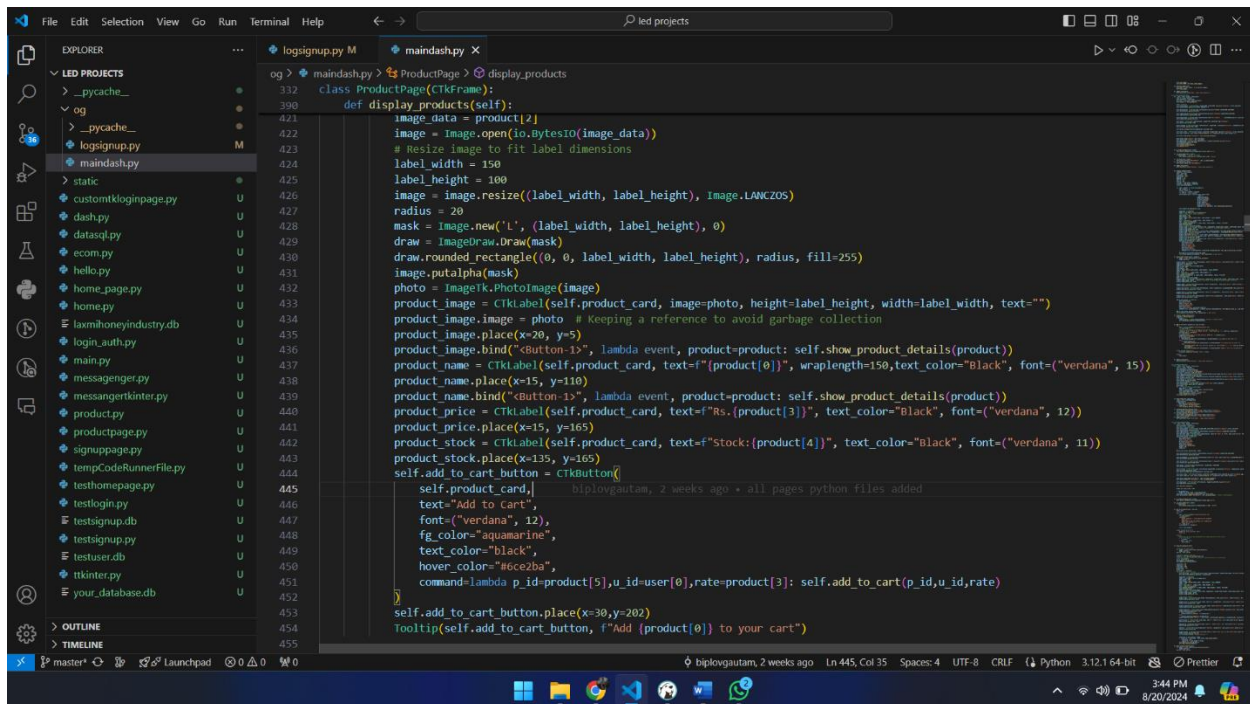 File Edit Selection View Go Run Terminal Help
led projects
EXPLORER
logsignup.py M
maindash.py
LED PROJECTS
__pycache__
og
__pycache__
logsignup.py M
maindash.py
static
customtkloginpage.py U
dash.py U
datasql.py U
ecom.py U
hello.py U
home_page.py U
home.py U
laxmihoneyindustry.db U
login_auth.py U
main.py U
messagenger.py U
messangertkinter.py U
product.py U
productpage.py U
signuppage.py U
tempCodeRunnerFile.py U
testhomepage.py U
testlogin.py U
testsignup.db U
testsignup.py U
testuser.db U
ttkinter.py U
your_database.db U
OUTLINE
TIMELINE
36
og > maindash.py > ProductPage > display_products
332 class ProductPage(CTkFrame):
390 def display_products(self):
421 image_data = product[2]
422 image = Image.open(io.BytesIO(image_data))
423 # Resize image to fit label dimensions
424 label_width = 150
425 label_height = 100
426 image = image.resize((label_width, label_height), Image.LANCZOS)
427 radius = 20
428 mask = Image.new('L', (label_width, label_height), 0)
429 draw = ImageDraw.Draw(mask)
430 draw.rounded_rectangle((0, 0, label_width, label_height), radius, fill=255)
431 image.putalpha(mask)
432 photo = ImageTk.PhotoImage(image)
433 product_image = CTkLabel(self.product_card, image=photo, height=label_height, width=label_width, text="")
434 product_image.image = photo # Keeping a reference to avoid garbage collection
435 product_image.place(x=20, y=5)
436 product_image.bind("<Button-1>", lambda event, product=product: self.show_product_details(product))
437 product_name = CTkLabel(self.product_card, text=f"{product[0]}", wraplength=150,text_color="Black", font=("verdana", 15))
438 product_name.place(x=15, y=110)
439 product_name.bind("<Button-1>", lambda event, product=product: self.show_product_details(product))
440 product_price = CTkLabel(self.product_card, text=f"Rs.{product[3]}", text_color="Black", font=("verdana", 12))
441 product_price.place(x=15, y=165)
442 product_stock = CTkLabel(self.product_card, text=f"Stock:{product[4]}", text_color="Black", font=("verdana", 11))
443 product_stock.place(x=135, y=165)
444 self.add_to_cart_button = CTkButton(
445 self.product_card, biplovgautam, 2 weeks ago • all pages python files added
446 text="Add to Cart",
447 font=("verdana", 12),
448 fg_color="aquamarine",
449 text_color="black",
450 hover_color="#6ce2ba",
451 command=lambda p_id=product[5],u_id=user[0],rate=product[3]: self.add_to_cart(p_id,u_id,rate)
452 )
453 self.add_to_cart_button.place(x=30,y=202)
454 Tooltip(self.add_to_cart_button, f"Add {product[0]} to your cart")
455
master* Launchpad 0 0 0 biplovgautam, 2 weeks ago Ln 445, Col 35 Spaces: 4 UTF-8 CRLF Python 3.12.1 64-bit Prettier
2
3:44 PM
8/20/2024